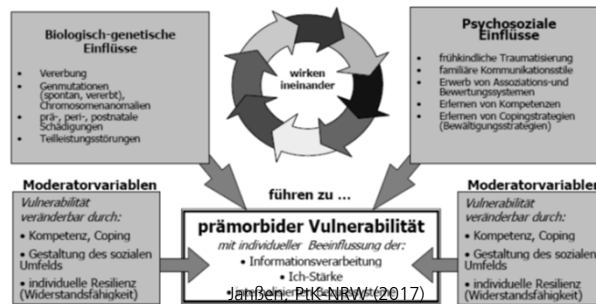 Biologisch-genetische
Einflüsse
• Vererbung
• Genmutationen
(spontan, vererbt),
Chromosomenanomalien
• prä-, peri-, postnatale
Schädigungen
• Teilleistungsstörungen
wirken
ineinander
Psychosoziale
Einflüsse
• frühkindliche Traumatisierung
• familiäre Kommunikationsstile
• Erwerb von Assoziations-und
Bewertungssystemen
• Erlernen von Kompetenzen
• Erlernen von Copingstrategien
(Bewältigungsstrategien)
führen zu ...
Moderatorvariablen
Vulnerabilität
veränderbar durch:
• Kompetenz, Coping
• Gestaltung des sozialen
Umfelds
• individuelle Resilienz
(Widerstandsfähigkeit)
prämorbider Vulnerabilität
mit individueller Beeinflussung der:
• Informationsverarbeitung
• Ich-Stärke
Janßen, PtK-NRW (2017)
Moderatorvariablen
Vulnerabilität
veränderbar durch:
• Kompetenz, Coping
• Gestaltung des sozialen
Umfelds
• individuelle Resilienz
(Widerstandsfähigkeit)